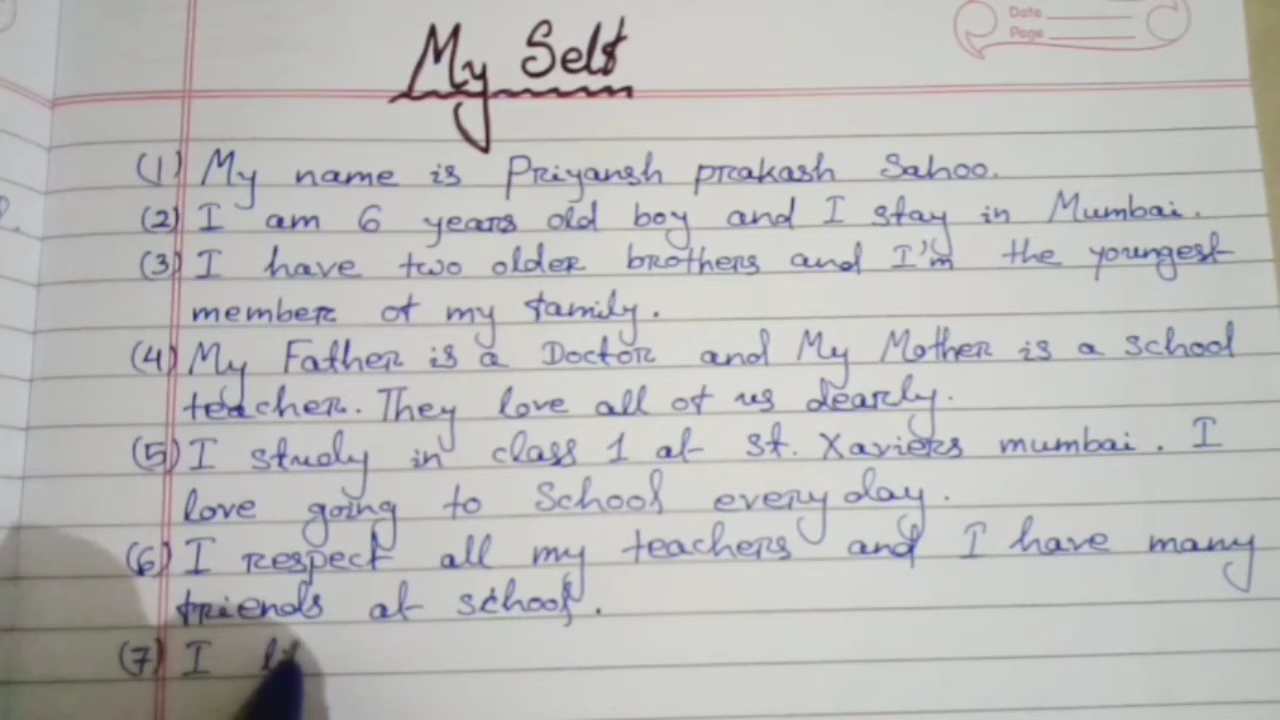 Date
Page
My Self
(1) My name is Priyansh prakash Sahoo.
(2) I am 6 years old boy and I stay in Mumbai.
(3) I have two older brothers and I'm the youngest
member of my family.
(4) My Father is a Doctor and My Mother is a school
teacher. They love all of us dearly.
(5) I study in class 1 at St. Xaviers mumbai. I
love going to School everyday.
(6) I respect all my teachers and I have many
friends at school.
(7) I